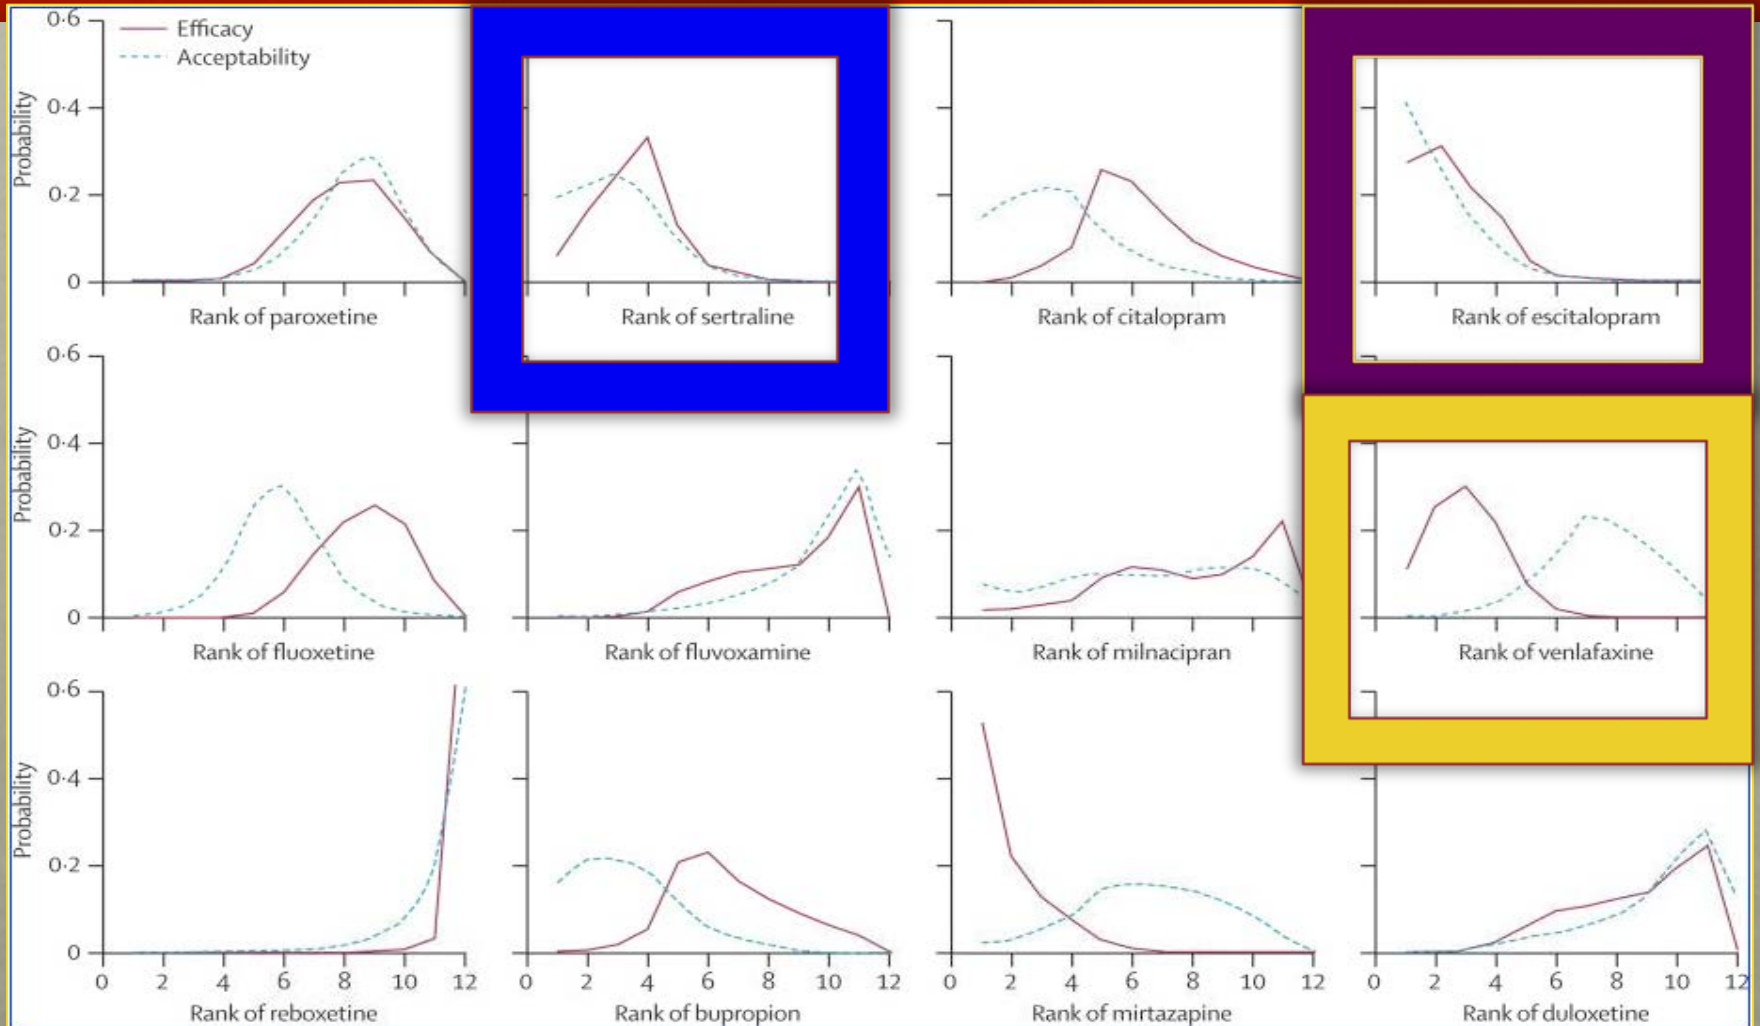 0·6
Efficacy
Acceptability
0·4
0·2
0
Probability
Rank of paroxetine
Rank of sertraline
Rank of citalopram
Rank of escitalopram
0·6
0·4
0·2
0
Probability
Rank of fluoxetine
Rank of fluvoxamine
Rank of milnacipran
Rank of venlafaxine
0·6
0·4
0·2
0
Probability
0 2 4 6 8 10 12
0 2 4 6 8 10 12
0 2 4 6 8 10 12
0 2 4 6 8 10 12
Rank of reboxetine
Rank of bupropion
Rank of mirtazapine
Rank of duloxetine